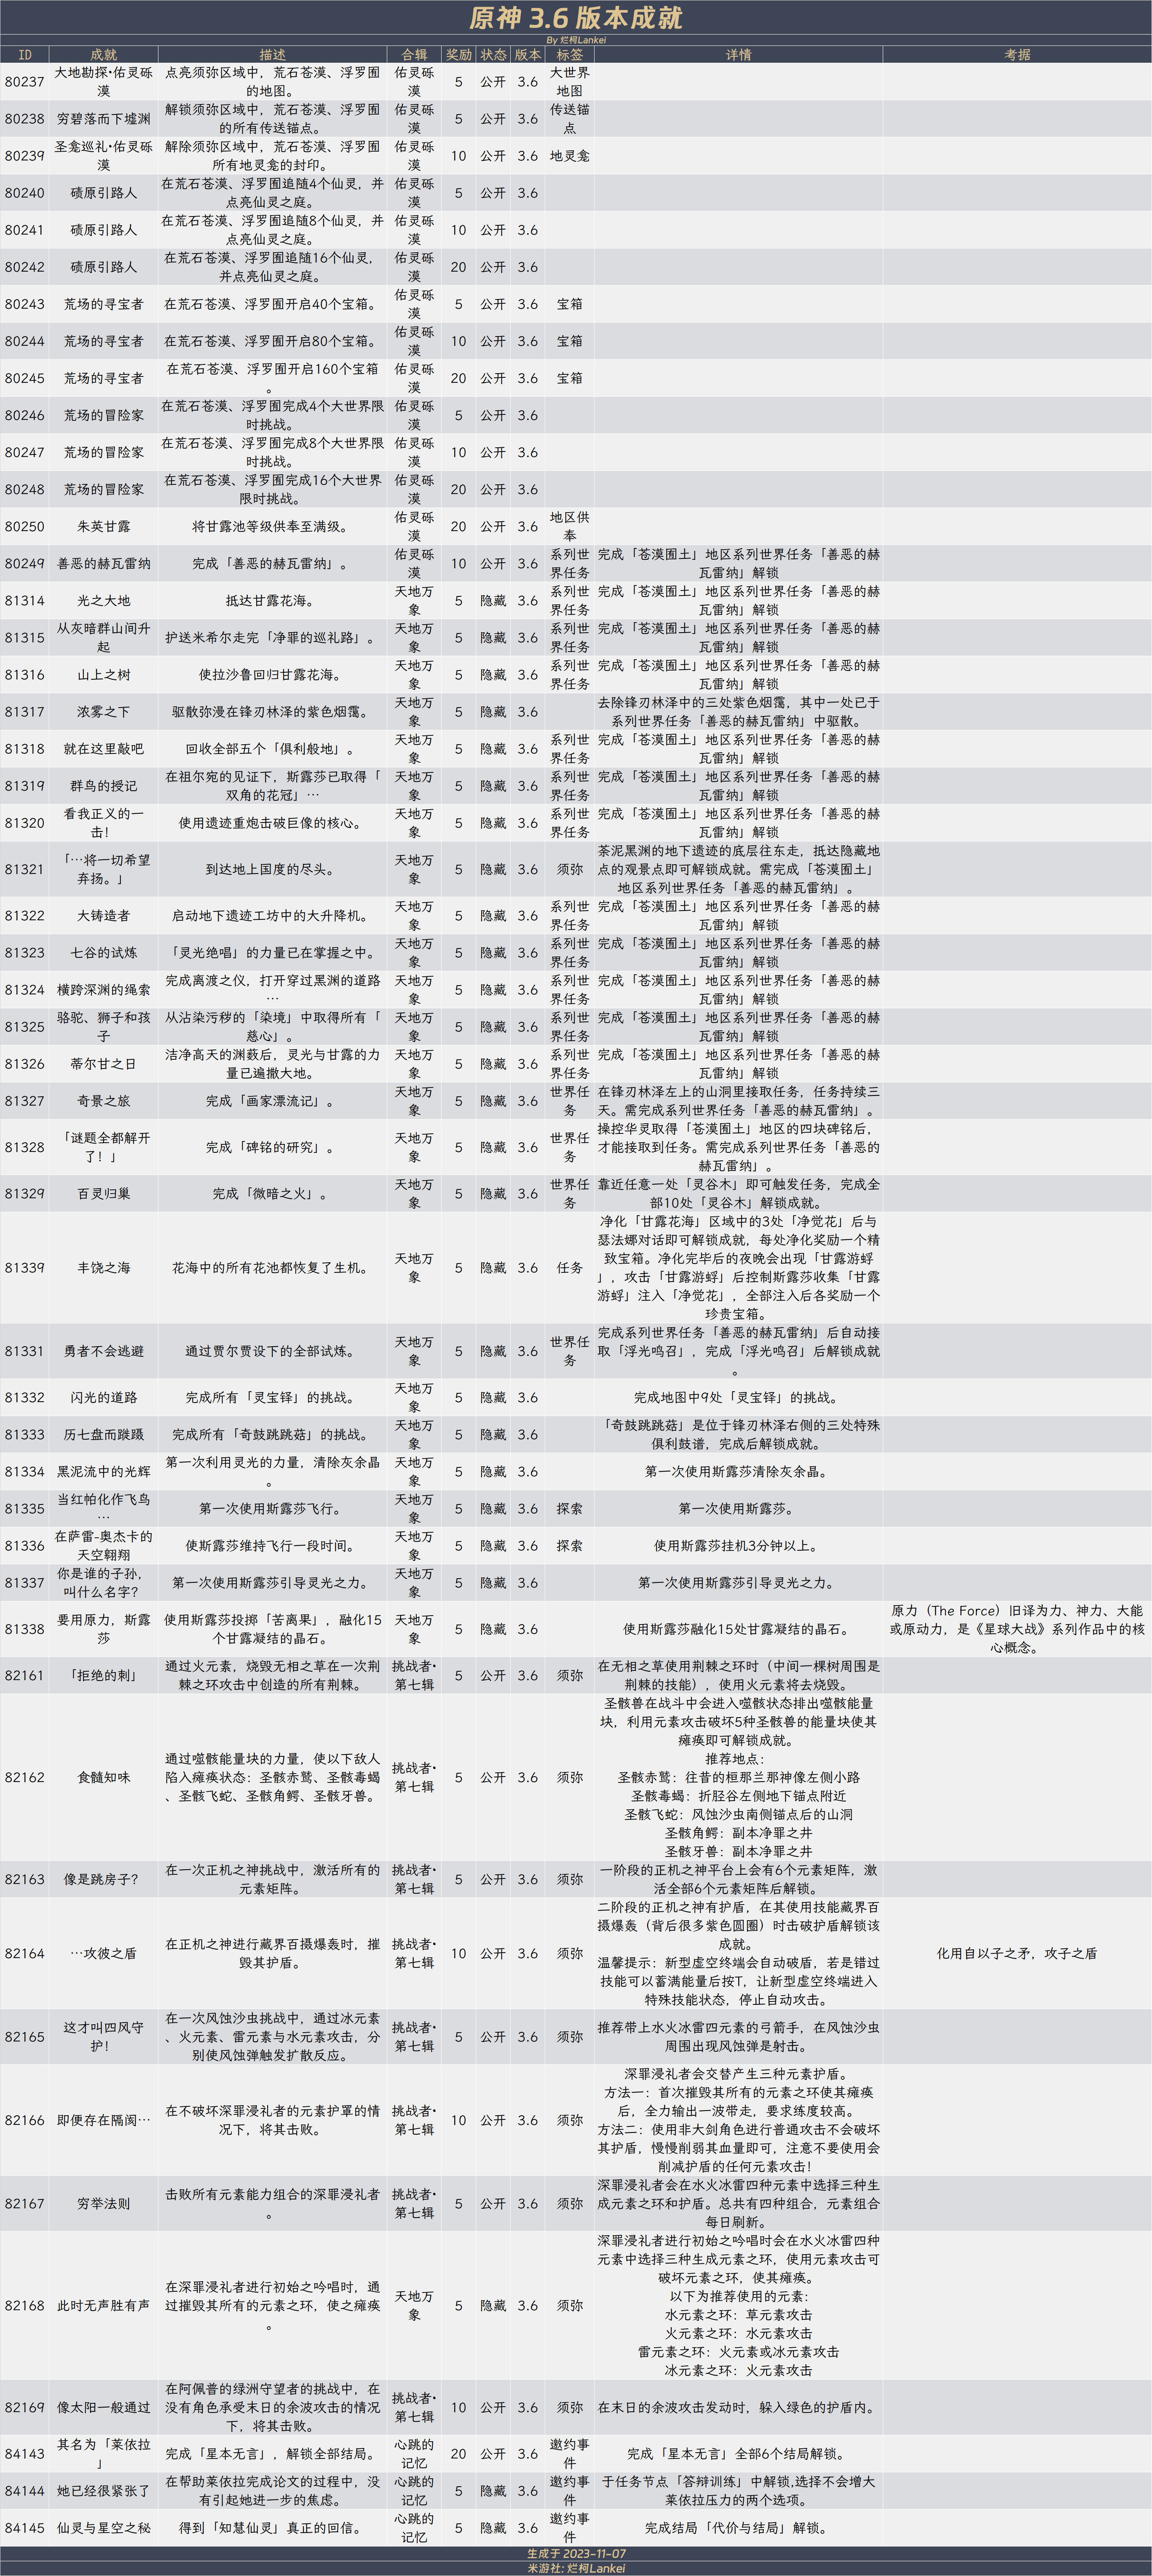 原神 3.6 版本成就
By 烂柯Lankei
ID 成就 描述 合辑 奖励 状态 版本 标签 详情 考据
80237 大地勘探•佑灵砾漠 点亮须弥区域中，荒石苍漠、浮罗囿的地图。 佑灵砾漠 5 公开 3.6 大世界地图
80238 穷碧落而下墟渊 解锁须弥区域中，荒石苍漠、浮罗囿的所有传送锚点。 佑灵砾漠 5 公开 3.6 传送锚点
80239 圣龛巡礼•佑灵砾漠 解除须弥区域中，荒石苍漠、浮罗囿所有地灵龛的封印。 佑灵砾漠 10 公开 3.6 地灵龛
80240 碛原引路人 在荒石苍漠、浮罗囿追随4个仙灵，并点亮仙灵之庭。 佑灵砾漠 5 公开 3.6
80241 碛原引路人 在荒石苍漠、浮罗囿追随8个仙灵，并点亮仙灵之庭。 佑灵砾漠 10 公开 3.6
80242 碛原引路人 在荒石苍漠、浮罗囿追随16个仙灵，并点亮仙灵之庭。 佑灵砾漠 20 公开 3.6
80243 荒场的寻宝者 在荒石苍漠、浮罗囿开启40个宝箱。 佑灵砾漠 5 公开 3.6 宝箱
80244 荒场的寻宝者 在荒石苍漠、浮罗囿开启80个宝箱。 佑灵砾漠 10 公开 3.6 宝箱
80245 荒场的寻宝者 在荒石苍漠、浮罗囿开启160个宝箱。 佑灵砾漠 20 公开 3.6 宝箱
80246 荒场的冒险家 在荒石苍漠、浮罗囿完成4个大世界限时挑战。 佑灵砾漠 5 公开 3.6
80247 荒场的冒险家 在荒石苍漠、浮罗囿完成8个大世界限时挑战。 佑灵砾漠 10 公开 3.6
80248 荒场的冒险家 在荒石苍漠、浮罗囿完成16个大世界限时挑战。 佑灵砾漠 20 公开 3.6
80250 朱英甘露 将甘露池等级供奉至满级。 佑灵砾漠 20 公开 3.6 地区供奉
80249 善恶的赫瓦雷纳 完成「善恶的赫瓦雷纳」。 佑灵砾漠 10 公开 3.6 系列世界任务 完成「苍漠囿土」地区系列世界任务「善恶的赫瓦雷纳」解锁
81314 光之大地 抵达甘露花海。 天地万象 5 隐藏 3.6 系列世界任务 完成「苍漠囿土」地区系列世界任务「善恶的赫瓦雷纳」解锁
81315 从灰暗群山间升起 护送米希尔走完「净罪的巡礼路」。 天地万象 5 隐藏 3.6 系列世界任务 完成「苍漠囿土」地区系列世界任务「善恶的赫瓦雷纳」解锁
81316 山上之树 使拉沙鲁回归甘露花海。 天地万象 5 隐藏 3.6 系列世界任务 完成「苍漠囿土」地区系列世界任务「善恶的赫瓦雷纳」解锁
81317 浓雾之下 驱散弥漫在锋刃林泽的紫色烟霭。 天地万象 5 隐藏 3.6 去除锋刃林泽中的三处紫色烟霭，其中一处已于系列世界任务「善恶的赫瓦雷纳」中驱散。
81318 就在这里敲吧 回收全部五个「俱利般地」。 天地万象 5 隐藏 3.6 系列世界任务 完成「苍漠囿土」地区系列世界任务「善恶的赫瓦雷纳」解锁
81319 群鸟的授记 在祖尔宛的见证下，斯露莎已取得「双角的花冠」… 天地万象 5 隐藏 3.6 系列世界任务 完成「苍漠囿土」地区系列世界任务「善恶的赫瓦雷纳」解锁
81320 看我正义的一击！ 使用遗迹重炮击破巨像的核心。 天地万象 5 隐藏 3.6 系列世界任务 完成「苍漠囿土」地区系列世界任务「善恶的赫瓦雷纳」解锁
81321 「…将一切希望弃扬。」 到达地上国度的尽头。 天地万象 5 隐藏 3.6 须弥 荼泥黑渊的地下遗迹的底层往东走，抵达隐藏地点的观景点即可解锁成就。需完成「苍漠囿土」地区系列世界任务「善恶的赫瓦雷纳」。
81322 大铸造者 启动地下遗迹工坊中的大升降机。 天地万象 5 隐藏 3.6 系列世界任务 完成「苍漠囿土」地区系列世界任务「善恶的赫瓦雷纳」解锁
81323 七谷的试炼 「灵光绝唱」的力量已在掌握之中。 天地万象 5 隐藏 3.6 系列世界任务 完成「苍漠囿土」地区系列世界任务「善恶的赫瓦雷纳」解锁
81324 横跨深渊的绳索 完成离渡之仪，打开穿过黑渊的道路… 天地万象 5 隐藏 3.6 系列世界任务 完成「苍漠囿土」地区系列世界任务「善恶的赫瓦雷纳」解锁
81325 骆驼、狮子和孩子 从沾染污秽的「染境」中取得所有「慈心」。 天地万象 5 隐藏 3.6 系列世界任务 完成「苍漠囿土」地区系列世界任务「善恶的赫瓦雷纳」解锁
81326 蒂尔甘之日 洁净高天的渊薮后，灵光与甘露的力量已遍撒大地。 天地万象 5 隐藏 3.6 系列世界任务 完成「苍漠囿土」地区系列世界任务「善恶的赫瓦雷纳」解锁
81327 奇景之旅 完成「画家漂流记」。 天地万象 5 隐藏 3.6 世界任务 在锋刃林泽左上的山洞里接取任务，任务持续三天。需完成系列世界任务「善恶的赫瓦雷纳」。
81328 「谜题全都解开了！」 完成「碑铭的研究」。 天地万象 5 隐藏 3.6 世界任务 操控华灵取得「苍漠囿土」地区的四块碑铭后，才能接取到任务。需完成系列世界任务「善恶的赫瓦雷纳」。
81329 百灵归巢 完成「微暗之火」。 天地万象 5 隐藏 3.6 世界任务 靠近任意一处「灵谷木」即可触发任务，完成全部10处「灵谷木」解锁成就。
81339 丰饶之海 花海中的所有花池都恢复了生机。 天地万象 5 隐藏 3.6 任务 净化「甘露花海」区域中的3处「净觉花」后与瑟法娜对话即可解锁成就，每处净化奖励一个精致宝箱。净化完毕后的夜晚会出现「甘露游蜉」，攻击「甘露游蜉」后控制斯露莎收集「甘露游蜉」注入「净觉花」，全部注入后各奖励一个珍贵宝箱。
81331 勇者不会逃避 通过贾尔贾设下的全部试炼。 天地万象 5 隐藏 3.6 世界任务 完成系列世界任务「善恶的赫瓦雷纳」后自动接取「浮光鸣召」，完成「浮光鸣召」后解锁成就。
81332 闪光的道路 完成所有「灵宝铎」的挑战。 天地万象 5 隐藏 3.6 完成地图中9处「灵宝铎」的挑战。
81333 历七盘而蹝蹑 完成所有「奇鼓跳跳菇」的挑战。 天地万象 5 隐藏 3.6 「奇鼓跳跳菇」是位于锋刃林泽右侧的三处特殊俱利鼓谱，完成后解锁成就。
81334 黑泥流中的光辉 第一次利用灵光的力量，清除灰余晶。 天地万象 5 隐藏 3.6 第一次使用斯露莎清除灰余晶。
81335 当红帕化作飞鸟… 第一次使用斯露莎飞行。 天地万象 5 隐藏 3.6 探索 第一次使用斯露莎。
81336 在萨雷-奥杰卡的天空翱翔 使斯露莎维持飞行一段时间。 天地万象 5 隐藏 3.6 探索 使用斯露莎挂机3分钟以上。
81337 你是谁的子孙，叫什么名字？ 第一次使用斯露莎引导灵光之力。 天地万象 5 隐藏 3.6 第一次使用斯露莎引导灵光之力。
81338 要用原力，斯露莎 使用斯露莎投掷「苦离果」，融化15个甘露凝结的晶石。 天地万象 5 隐藏 3.6 使用斯露莎融化15处甘露凝结的晶石。 原力（The Force）旧译为力、神力、大能或原动力，是《星球大战》系列作品中的核心概念。
82161 「拒绝的刺」 通过火元素，烧毁无相之草在一次荆棘之环攻击中创造的所有荆棘。 挑战者•第七辑 5 公开 3.6 须弥 在无相之草使用荆棘之环时（中间一棵树周围是荆棘的技能），使用火元素将去烧毁。
82162 食髓知味 通过噬骸能量块的力量，使以下敌人陷入瘫痪状态：圣骸赤鹫、圣骸毒蝎、圣骸飞蛇、圣骸角鳄、圣骸牙兽。 挑战者•第七辑 5 公开 3.6 须弥 圣骸兽在战斗中会进入噬骸状态排出噬骸能量块，利用元素攻击破坏5种圣骸兽的能量块使其瘫痪即可解锁成就。
推荐地点：
圣骸赤鹫：往昔的桓那兰那神像左侧小路
圣骸毒蝎：折胫谷左侧地下锚点附近
圣骸飞蛇：风蚀沙虫南侧锚点后的山洞
圣骸角鳄：副本净罪之井
圣骸牙兽：副本净罪之井
82163 像是跳房子？ 在一次正机之神挑战中，激活所有的元素矩阵。 挑战者•第七辑 5 公开 3.6 须弥 一阶段的正机之神平台上会有6个元素矩阵，激活全部6个元素矩阵后解锁。
82164 …攻彼之盾 在正机之神进行藏界百摄爆轰时，摧毁其护盾。 挑战者•第七辑 10 公开 3.6 须弥 二阶段的正机之神有护盾，在其使用技能藏界百摄爆轰（背后很多紫色圆圈）时击破护盾解锁该成就。
温馨提示：新型虚空终端会自动破盾，若是错过技能可以蓄满能量后按T，让新型虚空终端进入特殊技能状态，停止自动攻击。 化用自以子之矛，攻子之盾
82165 这才叫四风守护！ 在一次风蚀沙虫挑战中，通过冰元素、火元素、雷元素与水元素攻击，分别使风蚀弹触发扩散反应。 挑战者•第七辑 5 公开 3.6 须弥 推荐带上水火冰雷四元素的弓箭手，在风蚀沙虫周围出现风蚀弹是射击。
82166 即便存在隔阂… 在不破坏深罪浸礼者的元素护罩的情况下，将其击败。 挑战者•第七辑 10 公开 3.6 须弥 深罪浸礼者会交替产生三种元素护盾。
方法一：首次摧毁其所有的元素之环使其瘫痪后，全力输出一波带走，要求练度较高。
方法二：使用非大剑角色进行普通攻击不会破坏其护盾，慢慢削弱其血量即可，注意不要使用会削减护盾的任何元素攻击！
82167 穷举法则 击败所有元素能力组合的深罪浸礼者。 挑战者•第七辑 5 公开 3.6 须弥 深罪浸礼者会在水火冰雷四种元素中选择三种生成元素之环和护盾。总共有四种组合，元素组合每日刷新。
82168 此时无声胜有声 在深罪浸礼者进行初始之吟唱时，通过摧毁其所有的元素之环，使之瘫痪。 天地万象 5 隐藏 3.6 须弥 深罪浸礼者进行初始之吟唱时会在水火冰雷四种元素中选择三种生成元素之环，使用元素攻击可破坏元素之环，使其瘫痪。
以下为推荐使用的元素：
水元素之环：草元素攻击
火元素之环：水元素攻击
雷元素之环：火元素或冰元素攻击
冰元素之环：火元素攻击
82169 像太阳一般通过 在阿佩普的绿洲守望者的挑战中，在没有角色承受末日的余波攻击的情况下，将其击败。 挑战者•第七辑 10 公开 3.6 须弥 在末日的余波攻击发动时，躲入绿色的护盾内。
84143 其名为「莱依拉」 完成「星本无言」，解锁全部结局。 心跳的记忆 20 公开 3.6 邀约事件 完成「星本无言」全部6个结局解锁。
84144 她已经很紧张了 在帮助莱依拉完成论文的过程中，没有引起她进一步的焦虑。 心跳的记忆 5 隐藏 3.6 邀约事件 于任务节点「答辩训练」中解锁,选择不会增大莱依拉压力的两个选项。
84145 仙灵与星空之秘 得到「知慧仙灵」真正的回信。 心跳的记忆 5 隐藏 3.6 邀约事件 完成结局「代价与结局」解锁。
生成于 2023-11-07
米游社: 烂柯Lankei